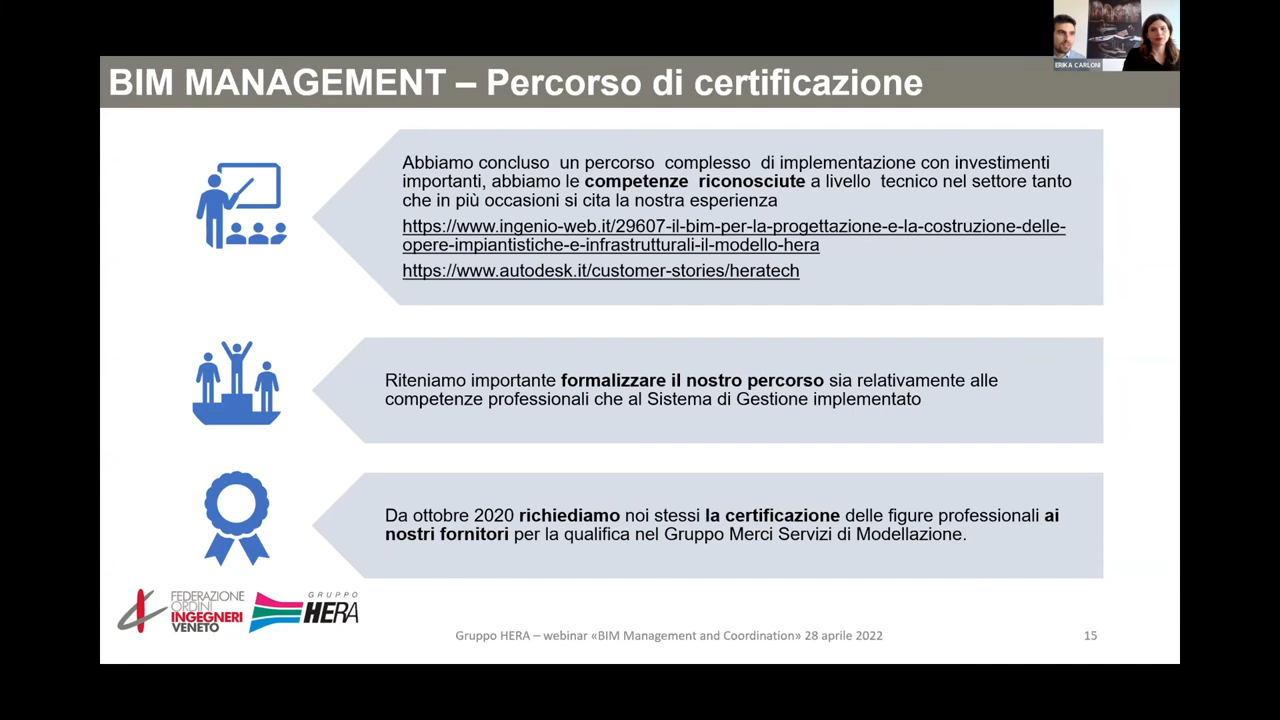 ERIKA CARLONI
BIM MANAGEMENT – Percorso di certificazione
Abbiamo concluso un percorso complesso di implementazione con investimenti
importanti, abbiamo le competenze riconosciute a livello tecnico nel settore tanto
che in più occasioni si cita la nostra esperienza
https://www.ingenio-web.it/29607-il-bim-per-la-progettazione-e-la-costruzione-delle-
opere-impiantistiche-e-infrastrutturali-il-modello-hera
https://www.autodesk.it/customer-stories/heratech
Riteniamo importante formalizzare il nostro percorso sia relativamente alle
competenze professionali che al Sistema di Gestione implementato
Da ottobre 2020 richiediamo noi stessi la certificazione delle figure professionali ai
nostri fornitori per la qualifica nel Gruppo Merci Servizi di Modellazione.
FEDERAZIONE
ORDINI
INGEGNERI
VENETO
GRUPPO
HERA
Gruppo HERA – webinar «BIM Management and Coordination» 28 aprile 2022
15